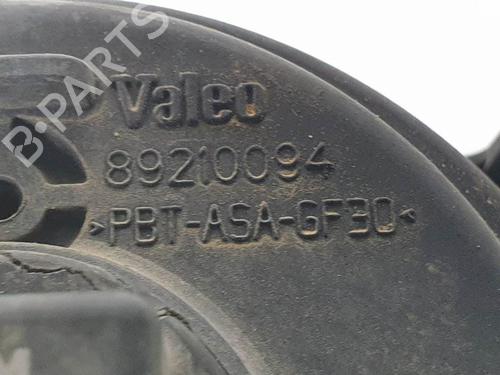 B-PARTS
Valeo
89210094
>PBT-ASA-GF30<